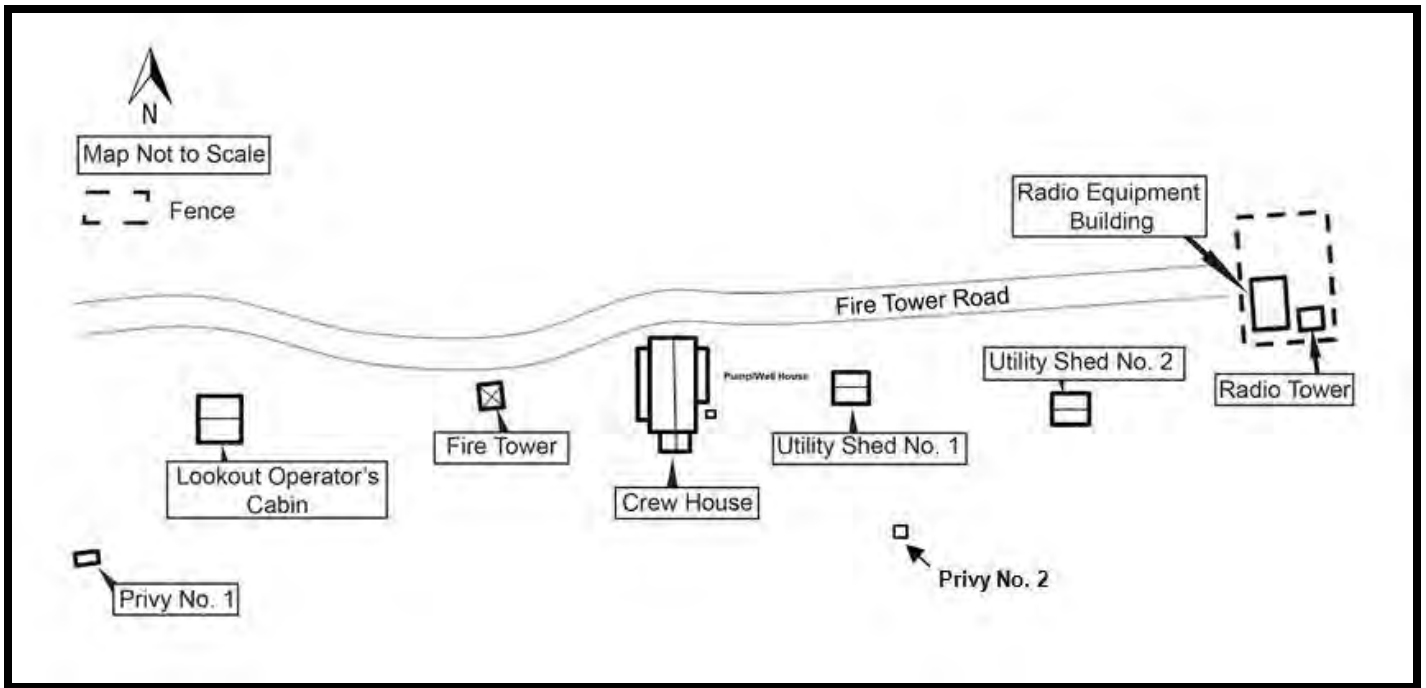 N
Map Not to Scale
Fence
Radio Equipment
Building
Fire Tower Road
Pump/Well House
Utility Shed No. 2
Radio Tower
Fire Tower
Utility Shed No. 1
Lookout Operator's
Cabin
Crew House
Privy No. 2
Privy No. 1